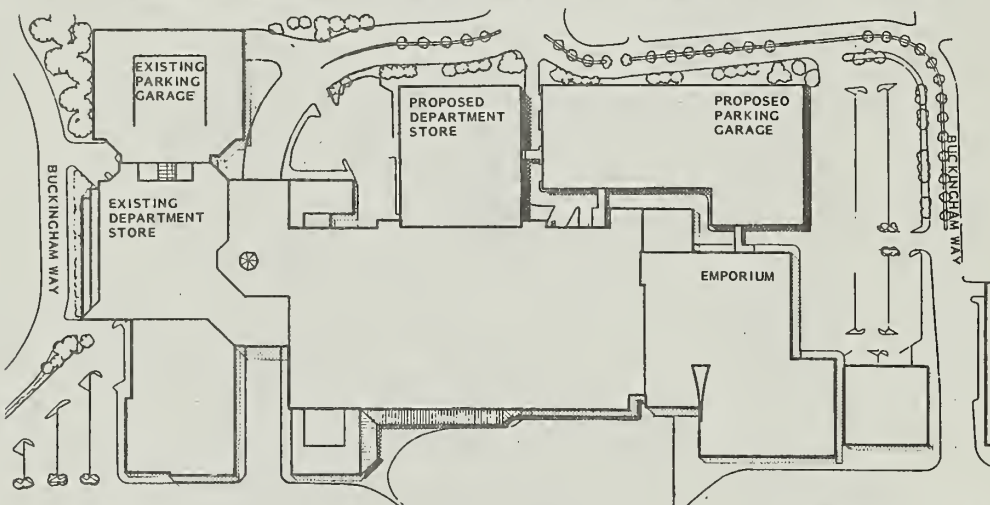 EXISTING
PARKING
GARAGE
PROPOSED
DEPARTMENT
STORE
PROPOSEO
PARKING
GARAGE
BUCKINGHAM WAY
EXISTING
DEPARTMENT
STORE
BUCKINGHAM WAY
EMPORIUM